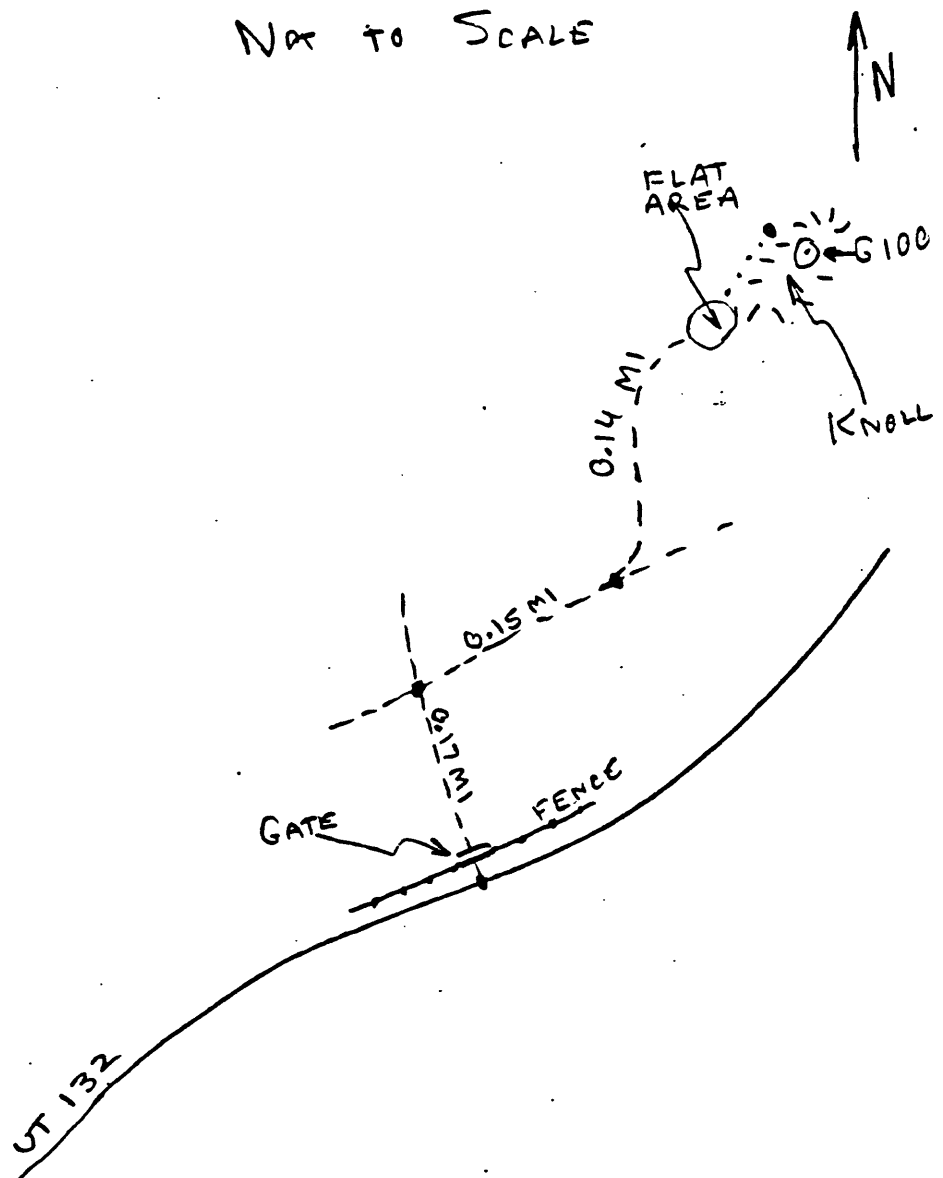 NOT TO SCALE
N
FLAT
AREA
G100
KNOLL
0.14 MI
0.15 MI
0.17 MI
FENCE
GATE
UT 132